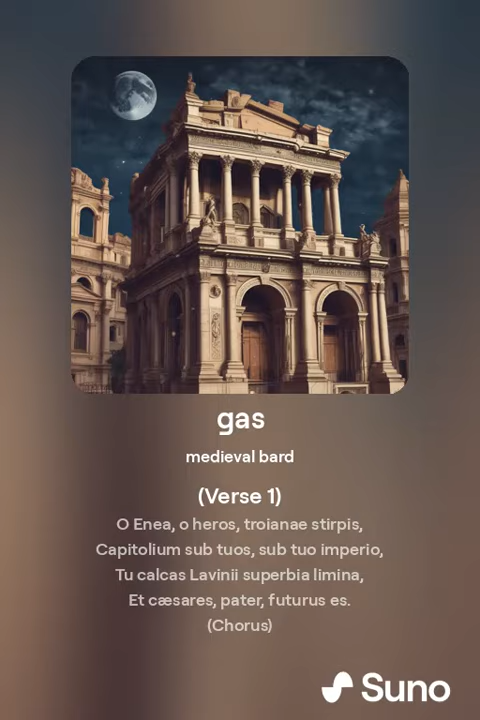 gas
medieval bard
(Verse 1)
O Enea, o heros, troianae stirpis,
Capitolium sub tuos, sub tuo imperio,
Tu calcas Lavinii superbia limina,
Et cæsares, pater, futurus es.
(Chorus)
Suno